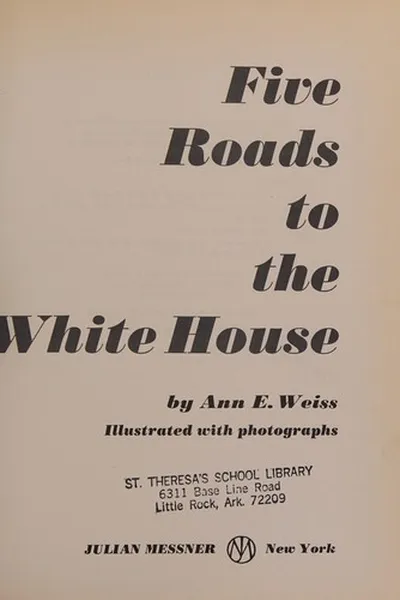 Five
Roads
to
the
White House
by Ann E. Weiss
Illustrated with photographs
ST. THERESA'S SCHOOL LIBRARY
6311 Base Line Road
Little Rock, Ark. 72209
JULIAN MESSNER JM New York